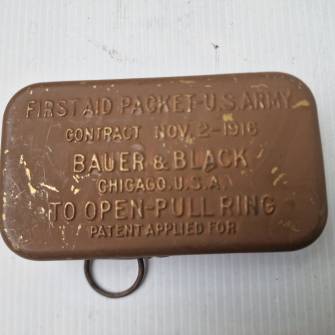 FIRST AID PACKET-U.S. ARMY
CONTRACT NOV. 2-1916
BAUER & BLACK
CHICAGO, U.S.A.
TO OPEN-PULL RING
PATENT APPLIED FOR